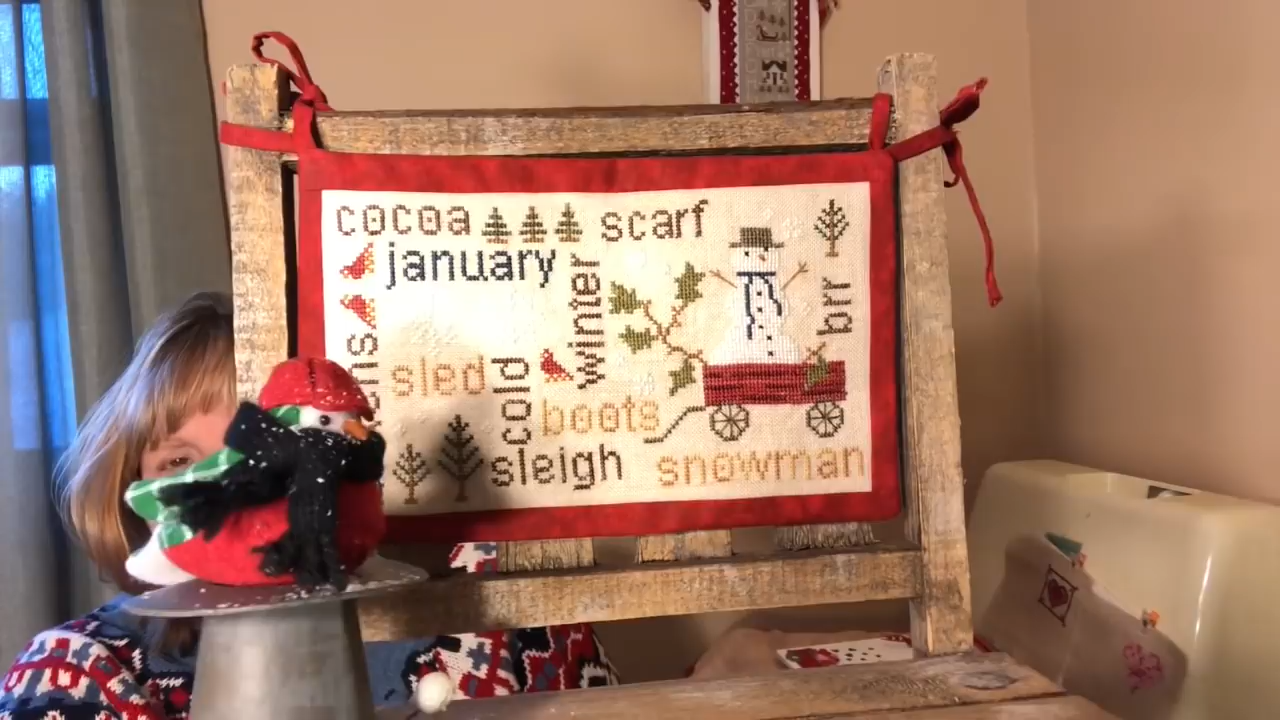 cocoa
scarf
january
winter
brr
sled
cold
boots
sleigh
snowman